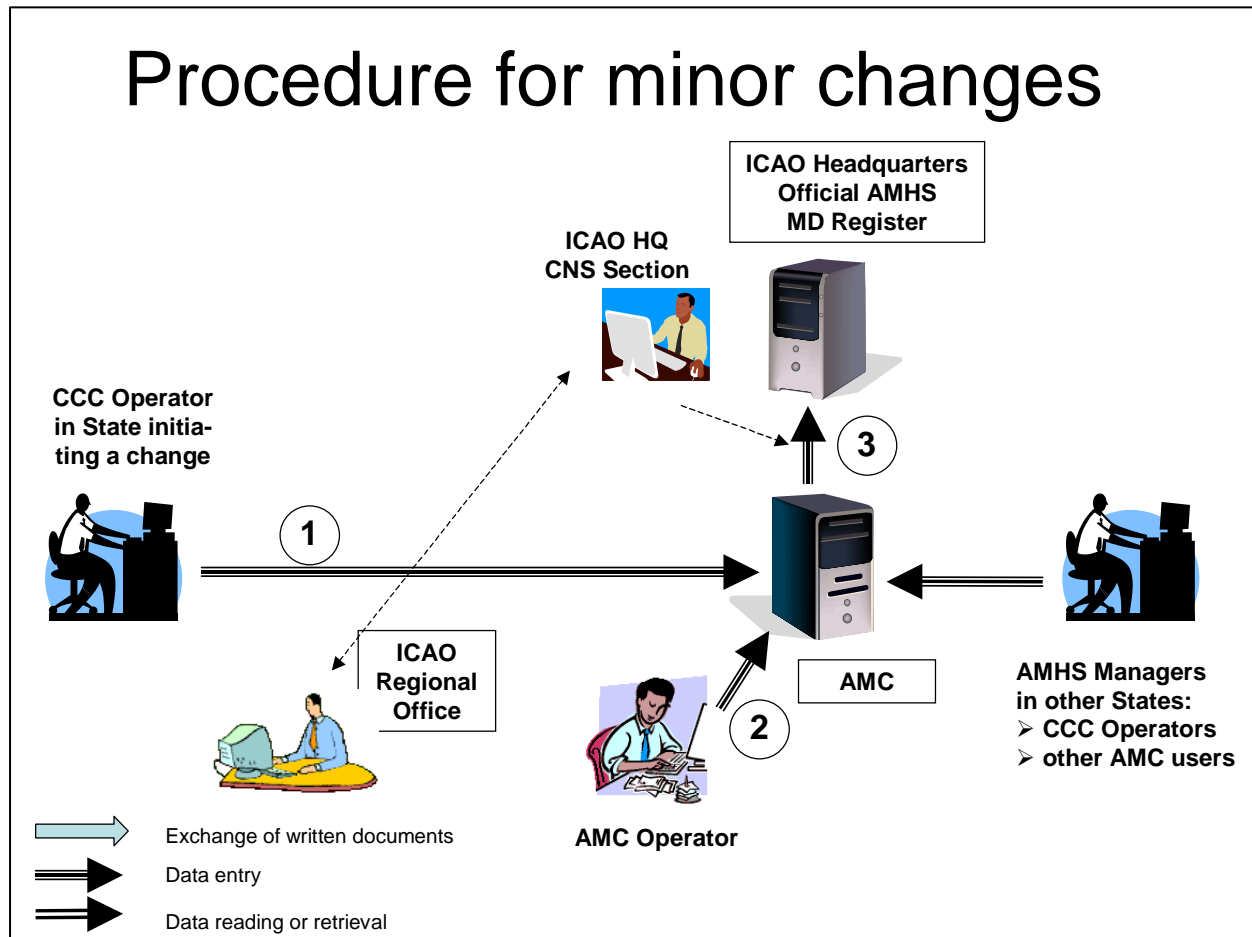 Procedure for minor changes
ICAO Headquarters
Official AMHS
MD Register
ICAO HQ
CNS Section
CCC Operator
in State initia-
ting a change
3
1
ICAO
Regional
Office
AMC
2
AMHS Managers
in other States:
➢ CCC Operators
➢ other AMC users
AMC Operator
Exchange of written documents
Data entry
Data reading or retrieval